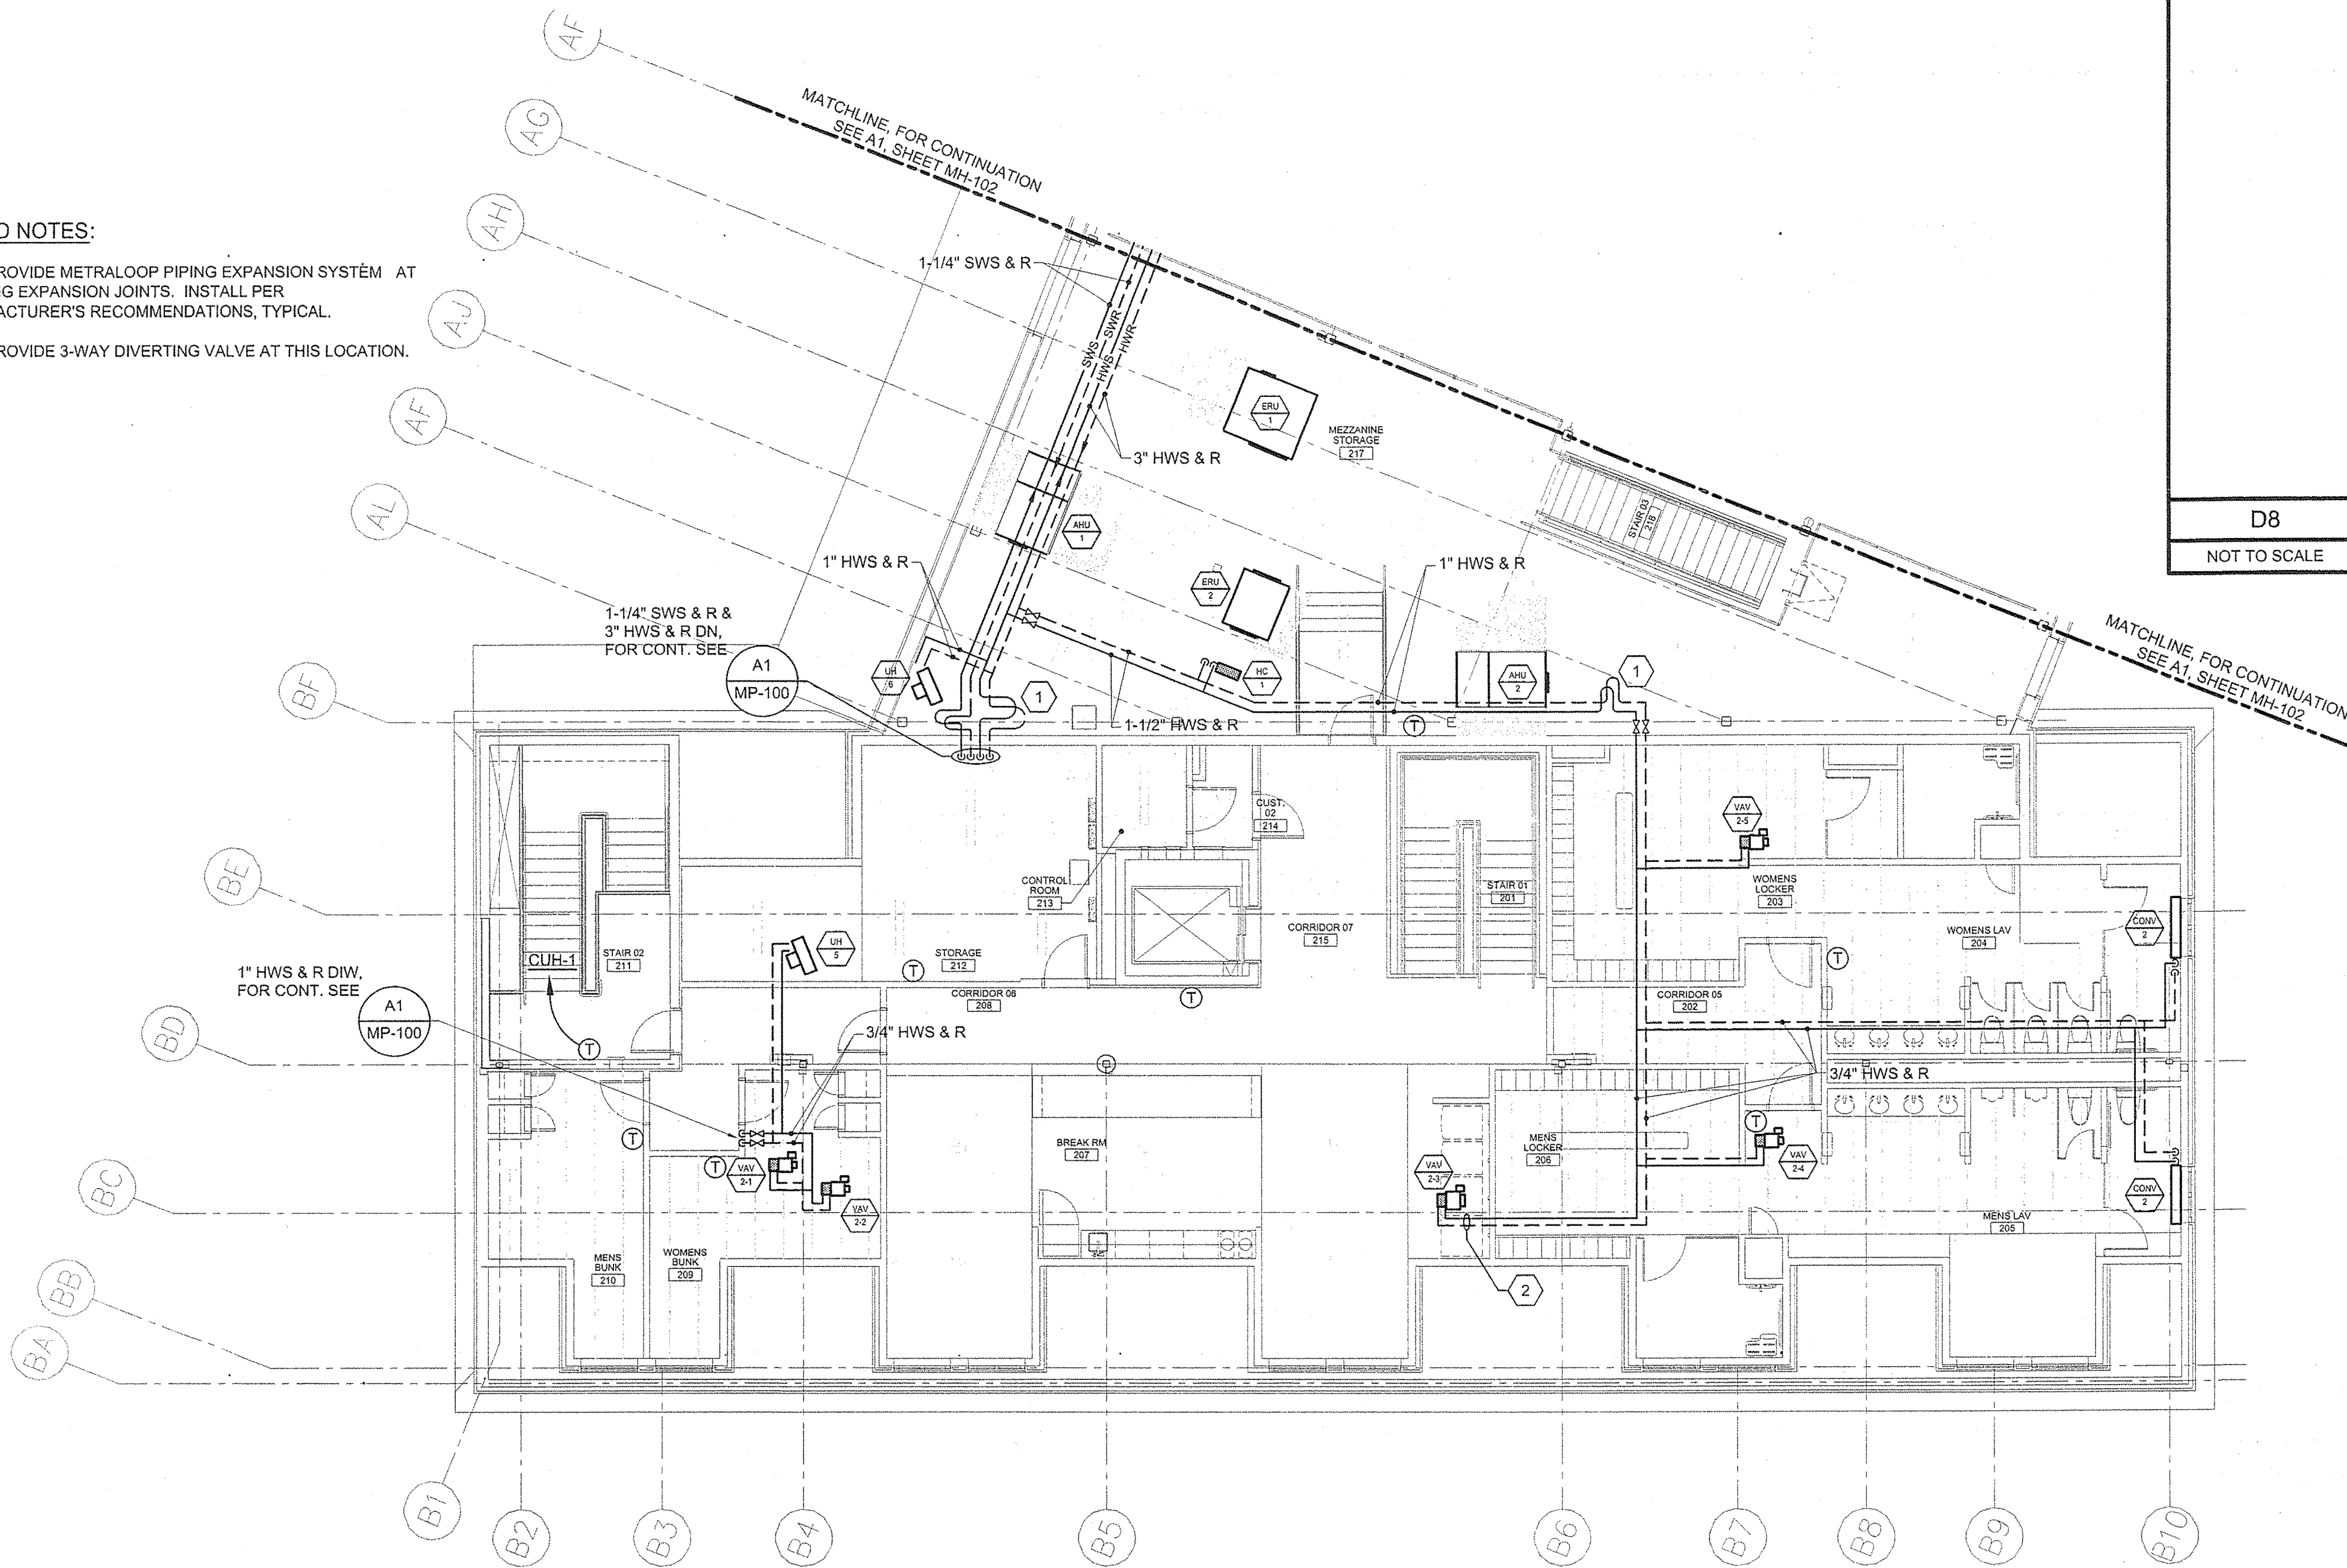 AF
AG
AH
AJ
AF
AL
BF
BE
BD
BC
BB
BA
MATCHLINE, FOR CONTINUATION
SEE A1, SHEET MH-102
D NOTES:
ROVIDE METRALOOP PIPING EXPANSION SYSTEM AT
G EXPANSION JOINTS. INSTALL PER
ACTURER'S RECOMMENDATIONS, TYPICAL.
ROVIDE 3-WAY DIVERTING VALVE AT THIS LOCATION.
1-1/4" SWS & R
SWS
SWR
HWS
HWR
3" HWS & R
ERU
1
MEZZANINE
STORAGE
217
STAIR 03
218
D8
NOT TO SCALE
AHU
1
1" HWS & R
ERU
2
1" HWS & R
1-1/4" SWS & R &
3" HWS & R DN,
FOR CONT. SEE
A1
MP-100
UH
6
1
HC
1
AHU
2
1
1-1/2" HWS & R
T
MATCHLINE, FOR CONTINUATION
SEE A1, SHEET MH-102
CUST.
02
214
VAV
2-5
CONTROL
ROOM
213
STAIR 01
201
WOMENS
LOCKER
203
CORRIDOR 07
215
WOMENS LAV
204
CONV
2
STAIR 02
211
CUH-1
UH
5
STORAGE
212
T
T
T
1" HWS & R DIW,
FOR CONT. SEE
A1
MP-100
CORRIDOR 06
208
CORRIDOR 05
202
3/4" HWS & R
T
3/4" HWS & R
T
T
VAV
2-1
VAV
2-2
BREAK RM
207
MENS
LOCKER
206
T
VAV
2-3
VAV
2-4
CONV
2
MENS LAV
205
MENS
BUNK
210
WOMENS
BUNK
209
2
B1
B2
B3
B4
B5
B6
B7
B8
B9
B10